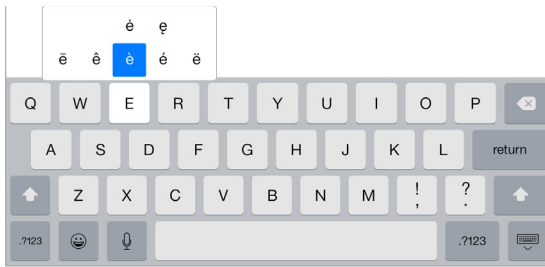 ė ę
ē ê è é ë
Q W E R T Y U I O P
A S D F G H J K L return
Z X C V B N M ! , ? .
.?123 .?123